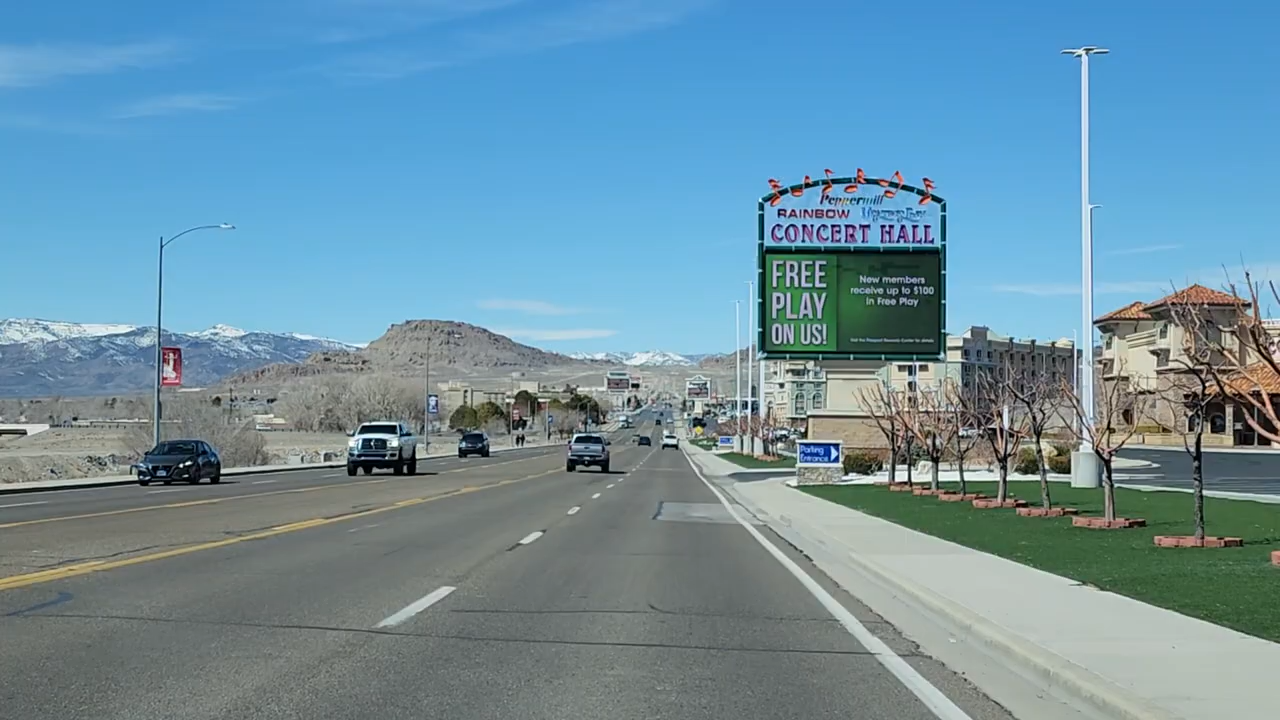 Peppermill
RAINBOW
CONCERT HALL
FREE
PLAY
ON US!
New members
receive up to $100
in Free Play
Parking
Entrance